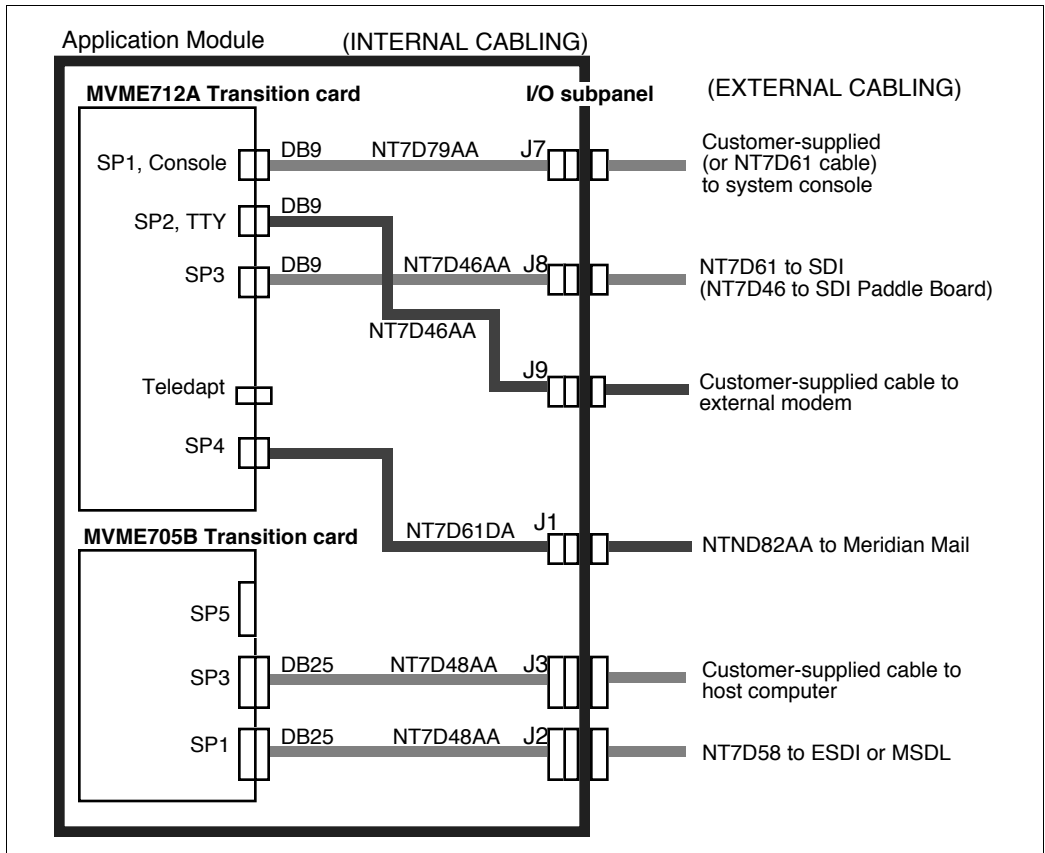 Application Module (INTERNAL CABLING)
MVME712A Transition card I/O subpanel (EXTERNAL CABLING)
SP1, Console DB9 NT7D79AA J7 Customer-supplied
(or NT7D61 cable)
to system console
SP2, TTY DB9
SP3 DB9 NT7D46AA J8 NT7D61 to SDI
(NT7D46 to SDI Paddle Board)
NT7D46AA
J9 Customer-supplied cable to
external modem
Teledapt
SP4
NT7D61DA J1 NTND82AA to Meridian Mail
MVME705B Transition card
SP5
SP3 DB25 NT7D48AA J3 Customer-supplied cable to
host computer
SP1 DB25 NT7D48AA J2 NT7D58 to ESDI or MSDL